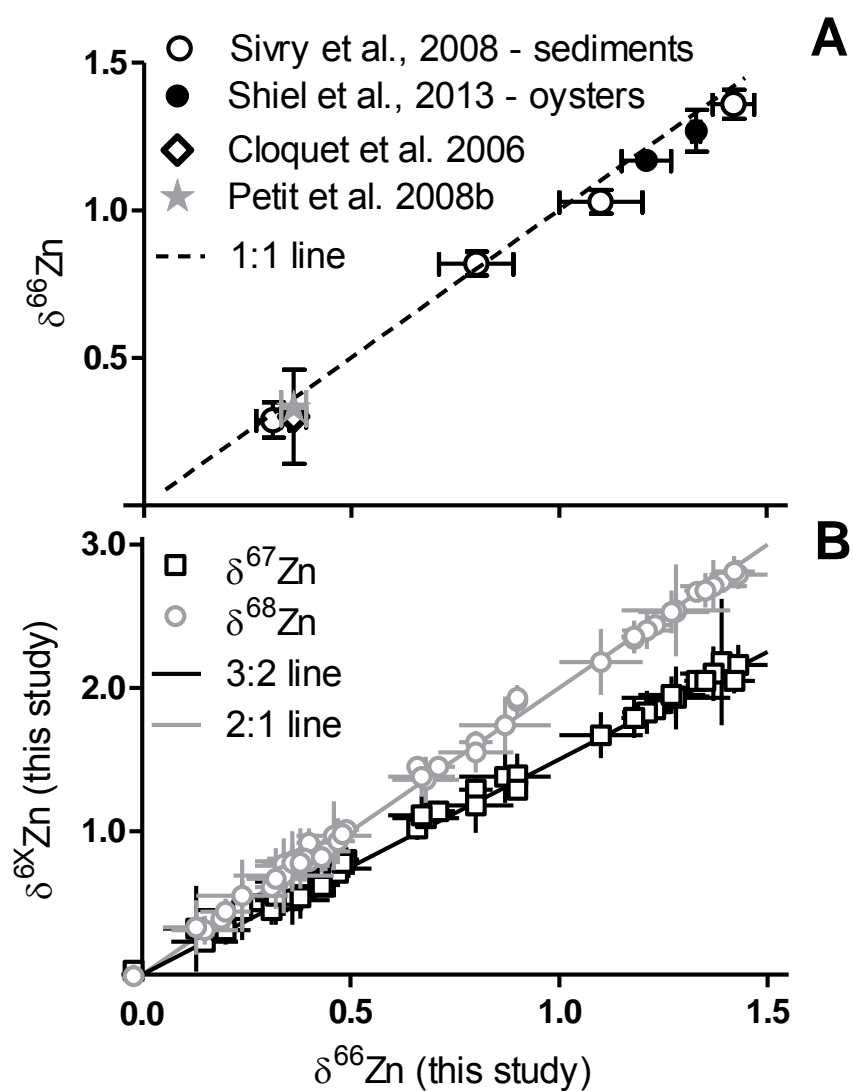 A
Sivry et al., 2008 - sediments
Shiel et al., 2013 - oysters
Cloquet et al. 2006
Petit et al. 2008b
1:1 line
1.5
1.0
0.5
δ⁶⁶Zn
B
δ⁶⁷Zn
δ⁶⁸Zn
3:2 line
2:1 line
3.0
2.0
1.0
δ⁶ˣZn (this study)
0.0 0.5 1.0 1.5
δ⁶⁶Zn (this study)